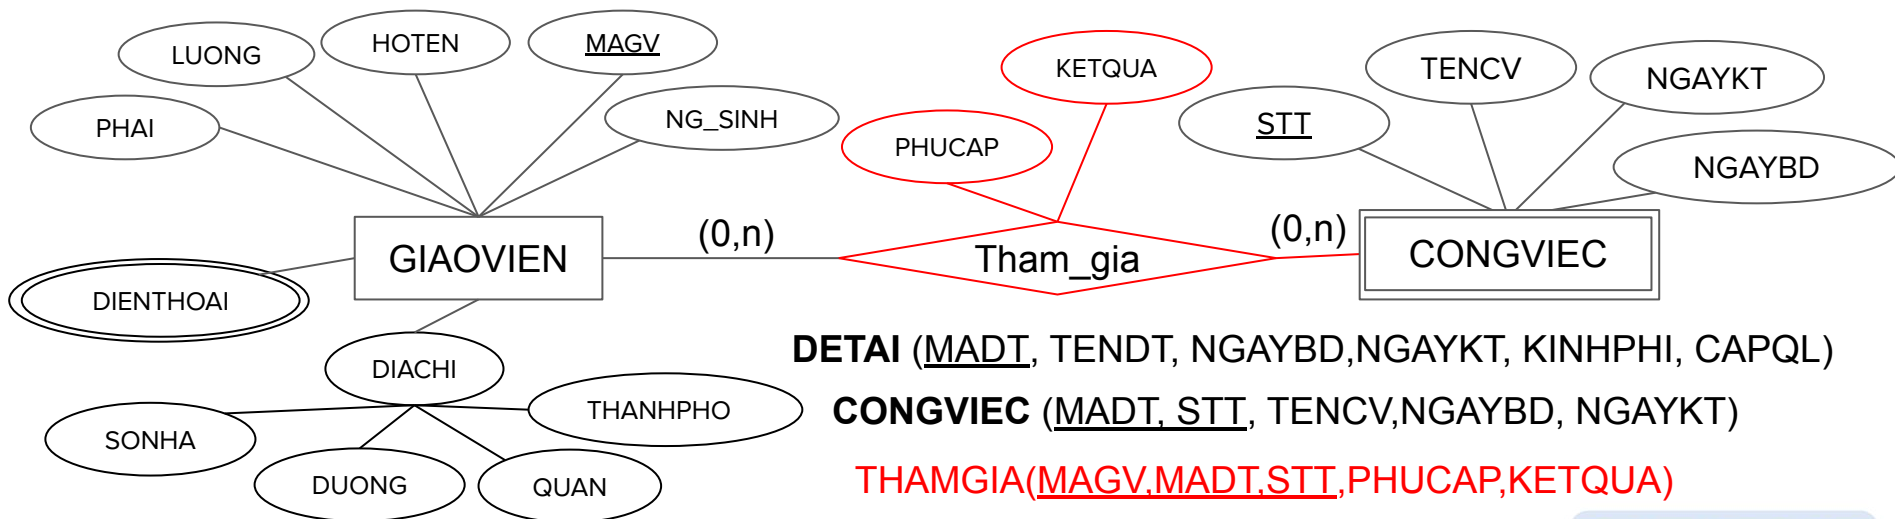 LUONG
HOTEN
MAGV
PHAI
NG_SINH
KETQUA
PHUCAP
TENCV
NGAYKT
STT
NGAYBD
GIAOVIEN
(0,n)
Tham_gia
(0,n)
CONGVIEC
DIENTHOAI
DIACHI
SONHA
DUONG
QUAN
THANHPHO
DETAI (MADT, TENDT, NGAYBD,NGAYKT, KINHPHI, CAPQL)
CONGVIEC (MADT, STT, TENCV,NGAYBD, NGAYKT)
THAMGIA(MAGV,MADT,STT,PHUCAP,KETQUA)